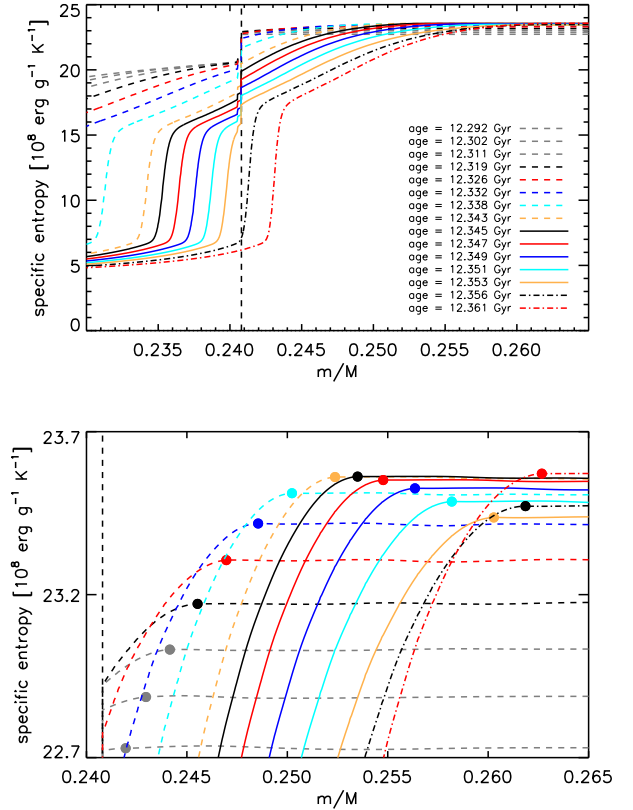 25
20
15
10
5
0
specific entropy [10⁸ erg g⁻¹ K⁻¹]
age = 12.292 Gyr
age = 12.302 Gyr
age = 12.311 Gyr
age = 12.319 Gyr
age = 12.326 Gyr
age = 12.332 Gyr
age = 12.338 Gyr
age = 12.343 Gyr
age = 12.345 Gyr
age = 12.347 Gyr
age = 12.349 Gyr
age = 12.351 Gyr
age = 12.353 Gyr
age = 12.356 Gyr
age = 12.361 Gyr
0.235 0.240 0.245 0.250 0.255 0.260
m/M
23.7
23.2
22.7
specific entropy [10⁸ erg g⁻¹ K⁻¹]
0.240 0.245 0.250 0.255 0.260 0.265
m/M